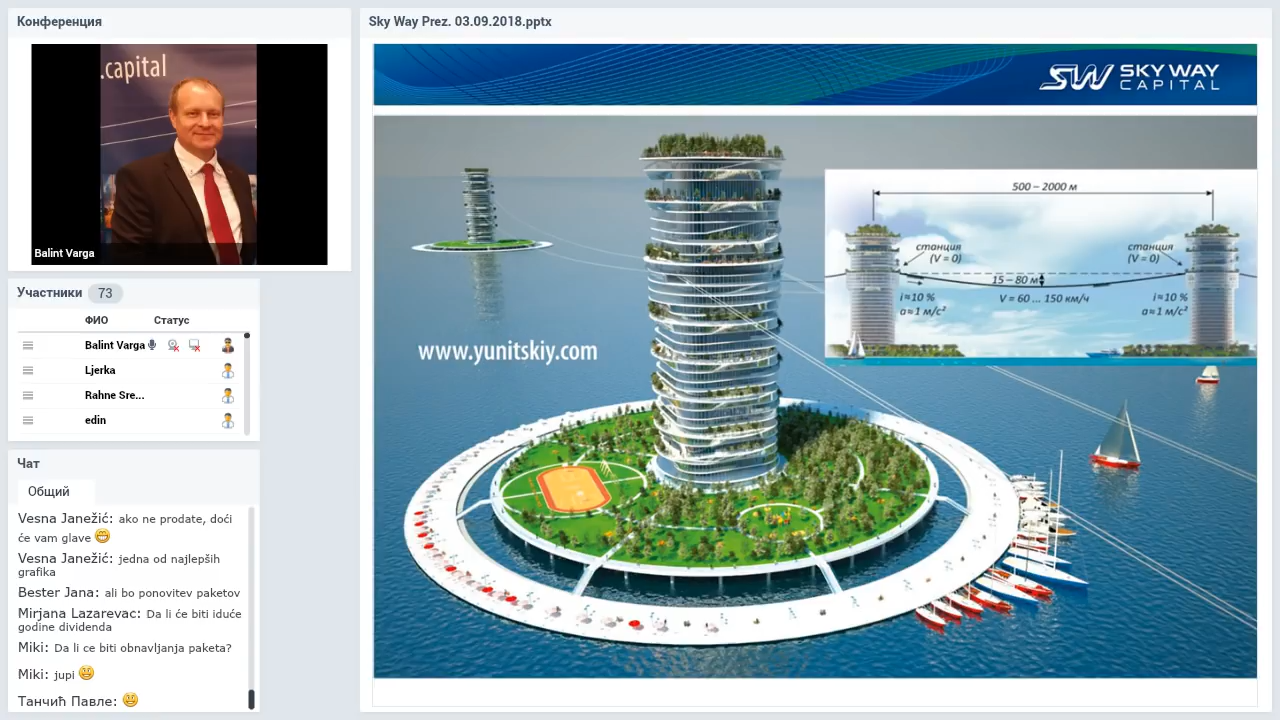 Конференция
.capital
Balint Varga
Участники 73
ФИО Статус
Balint Varga
Ljerka
Rahne Sre...
edin
Чат
Общий
Vesna Janežić: ako ne prodate, doći
će vam glave
Vesna Janežić: jedna od najlepših
grafika
Bester Jana: ali bo ponovitev paketov
Mirjana Lazarevac: Da li će biti iduće
godine dividenda
Miki: Da li ce biti obnavljanja paketa?
Miki: jupi
Танчић Павле:
Sky Way Prez. 03.09.2018.pptx
SW SKY WAY
CAPITAL
www.yunitskiy.com
500 – 2000 м
станция
(V = 0)
станция
(V = 0)
15 – 80 м
i≈10 %
a≈1 м/с²
V = 60 ... 150 км/ч
i≈10 %
a≈1 м/с²